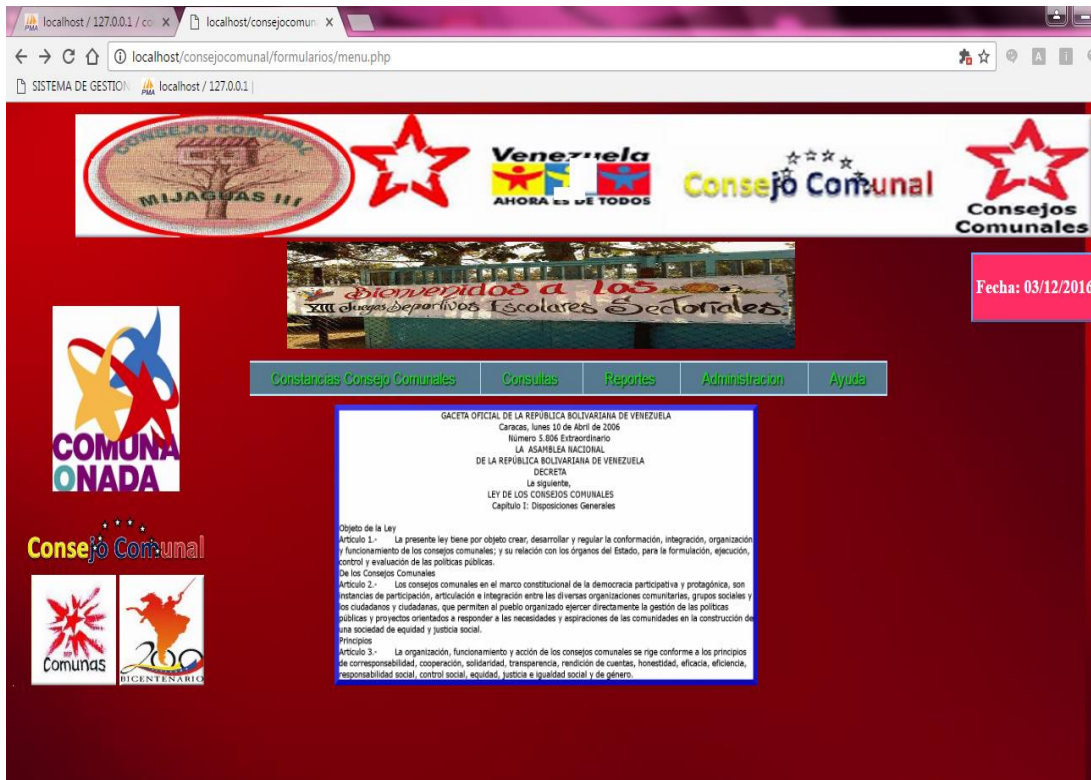 localhost / 127.0.0.1 / co
localhost/consejocomun
localhost/consejocomunal/formularios/menu.php
SISTEMA DE GESTION
localhost / 127.0.0.1 |
CONSEJO COMUNAL
MIJAGUAS III
Venezuela
AHORA ES DE TODOS
Consejo Comunal
Consejos
Comunales
Bienvenidos a los
XIII Juegos Deportivos Escolares Sectoriales.
Fecha: 03/12/2016
COMUNA
O NADA
Constancias Consejo Comunales
Consultas
Reportes
Administracion
Ayuda
GACETA OFICIAL DE LA REPÚBLICA BOLIVARIANA DE VENEZUELA
Caracas, lunes 10 de Abril de 2006
Número 5.806 Extraordinario
LA ASAMBLEA NACIONAL
DE LA REPÚBLICA BOLIVARIANA DE VENEZUELA
DECRETA
La siguiente,
LEY DE LOS CONSEJOS COMUNALES
Capítulo I: Disposiciones Generales
Objeto de la Ley
Artículo 1.- La presente ley tiene por objeto crear, desarrollar y regular la conformación, integración, organización
y funcionamiento de los consejos comunales; y su relación con los órganos del Estado, para la formulación, ejecución,
control y evaluación de las políticas públicas.
De los Consejos Comunales
Artículo 2.- Los consejos comunales en el marco constitucional de la democracia participativa y protagónica, son
instancias de participación, articulación e integración entre las diversas organizaciones comunitarias, grupos sociales y
los ciudadanos y ciudadanas, que permiten al pueblo organizado ejercer directamente la gestión de las políticas
públicas y proyectos orientados a responder a las necesidades y aspiraciones de las comunidades en la construcción de
una sociedad de equidad y justicia social.
Principios
Artículo 3.- La organización, funcionamiento y acción de los consejos comunales se rige conforme a los principios
de corresponsabilidad, cooperación, solidaridad, transparencia, rendición de cuentas, honestidad, eficacia, eficiencia,
responsabilidad social, control social, equidad, justicia e igualdad social y de género.
Consejo Comunal
Comunas
200
BICENTENARIO